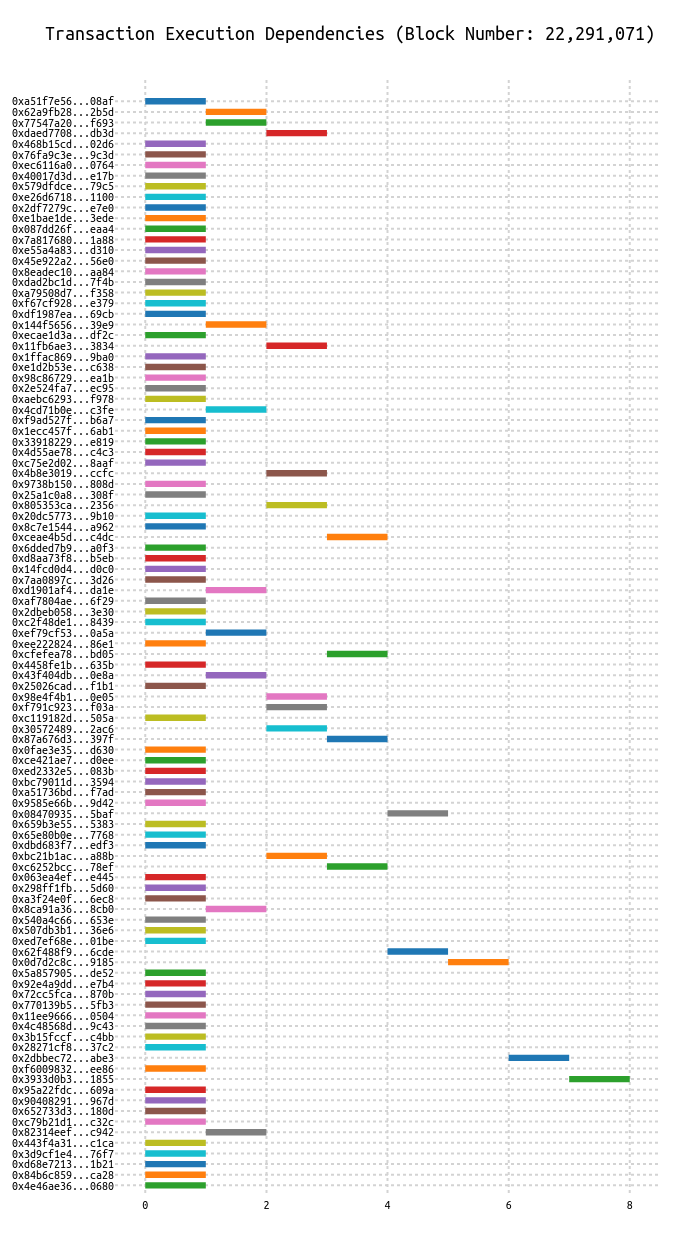 Transaction Execution Dependencies (Block Number: 22,291,071)
0xa51f7e56...08af
0x62a9fb28...2b5d
0x77547a20...f693
0xdaed7708...db3d
0x468b15cd...02d6
0x76fa9c3e...9c3d
0xec6116a0...0764
0x40017d3d...e17b
0x579dfdce...79c5
0xe26d6718...1100
0x2df7279c...e7e0
0xe1bae1de...3ede
0x087dd26f...eaa4
0x7a817680...1a88
0xe55a4a83...d310
0x45e922a2...56e0
0x8eadec10...aa84
0xdad2bc1d...7f4b
0xa79508d7...f358
0xf67cf928...e379
0xdf1987ea...69cb
0x144f5656...39e9
0xecae1d3a...df2c
0x11fb6ae3...3834
0x1ffac869...9ba0
0xe1d2b53e...c638
0x98c86729...ea1b
0x2e524fa7...ec95
0xaebc6293...f978
0x4cd71b0e...c3fe
0xf9ad527f...b6a7
0x1ecc457f...6ab1
0x33918229...e819
0x4d55ae78...c4c3
0xc75e2d02...8aaf
0x4b8e3019...ccfc
0x9738b150...808d
0x25a1c0a8...308f
0x805353ca...2356
0x20dc5773...9b10
0x8c7e1544...a962
0xceae4b5d...c4dc
0x6dded7b9...a0f3
0xd8aa73f8...b5eb
0x14fcd0d4...d0c0
0x7aa0897c...3d26
0xd1901af4...da1e
0xaf7804ae...6f29
0x2dbeb058...3e30
0xc2f48de1...8439
0xef79cf53...0a5a
0xee222824...86e1
0xcfefea78...bd05
0x4458fe1b...635b
0x43f404db...0e8a
0x25026cad...f1b1
0x98e4f4b1...0e05
0xf791c923...f03a
0xc119182d...505a
0x30572489...2ac6
0x87a676d3...397f
0x0fae3e35...d630
0xce421ae7...d0ee
0xed2332e5...083b
0xbc79011d...3594
0xa51736bd...f7ad
0x9585e66b...9d42
0x08470935...5baf
0x659b3e55...5383
0x65e80b0e...7768
0xdbd683f7...edf3
0xbc21b1ac...a88b
0xc6252bcc...78ef
0x063ea4ef...e445
0x298ff1fb...5d60
0xa3f24e0f...6ec8
0x8ca91a36...8cb0
0x540a4c66...653e
0x507db3b1...36e6
0xed7ef68e...01be
0x62f488f9...6cde
0x0d7d2c8c...9185
0x5a857905...de52
0x92e4a9dd...e7b4
0x72cc5fca...870b
0x770139b5...5fb3
0x11ee9666...0504
0x4c48568d...9c43
0x3b15fccf...c4bb
0x28271cf8...37c2
0x2dbbec72...abe3
0xf6009832...ee86
0x3933d0b3...1855
0x95a22fdc...609a
0x90408291...967d
0x652733d3...180d
0xc79b21d1...c32c
0x82314eef...c942
0x443f4a31...c1ca
0x3d9cf1e4...76f7
0xd68e7213...1b21
0x84b6c859...ca28
0x4e46ae36...0680
0 2 4 6 8